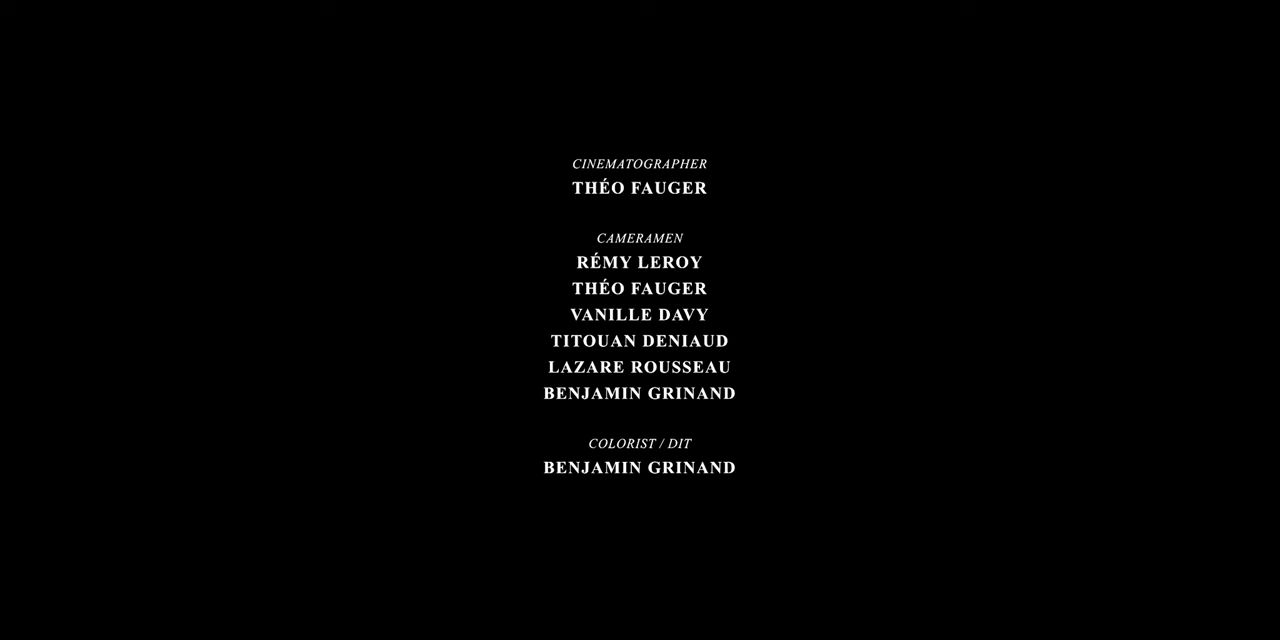 CINEMATOGRAPHER
THÉO FAUGER
CAMERAMEN
RÉMY LEROY
THÉO FAUGER
VANILLE DAVY
TITOUAN DENIAUD
LAZARE ROUSSEAU
BENJAMIN GRINAND
COLORIST / DIT
BENJAMIN GRINAND